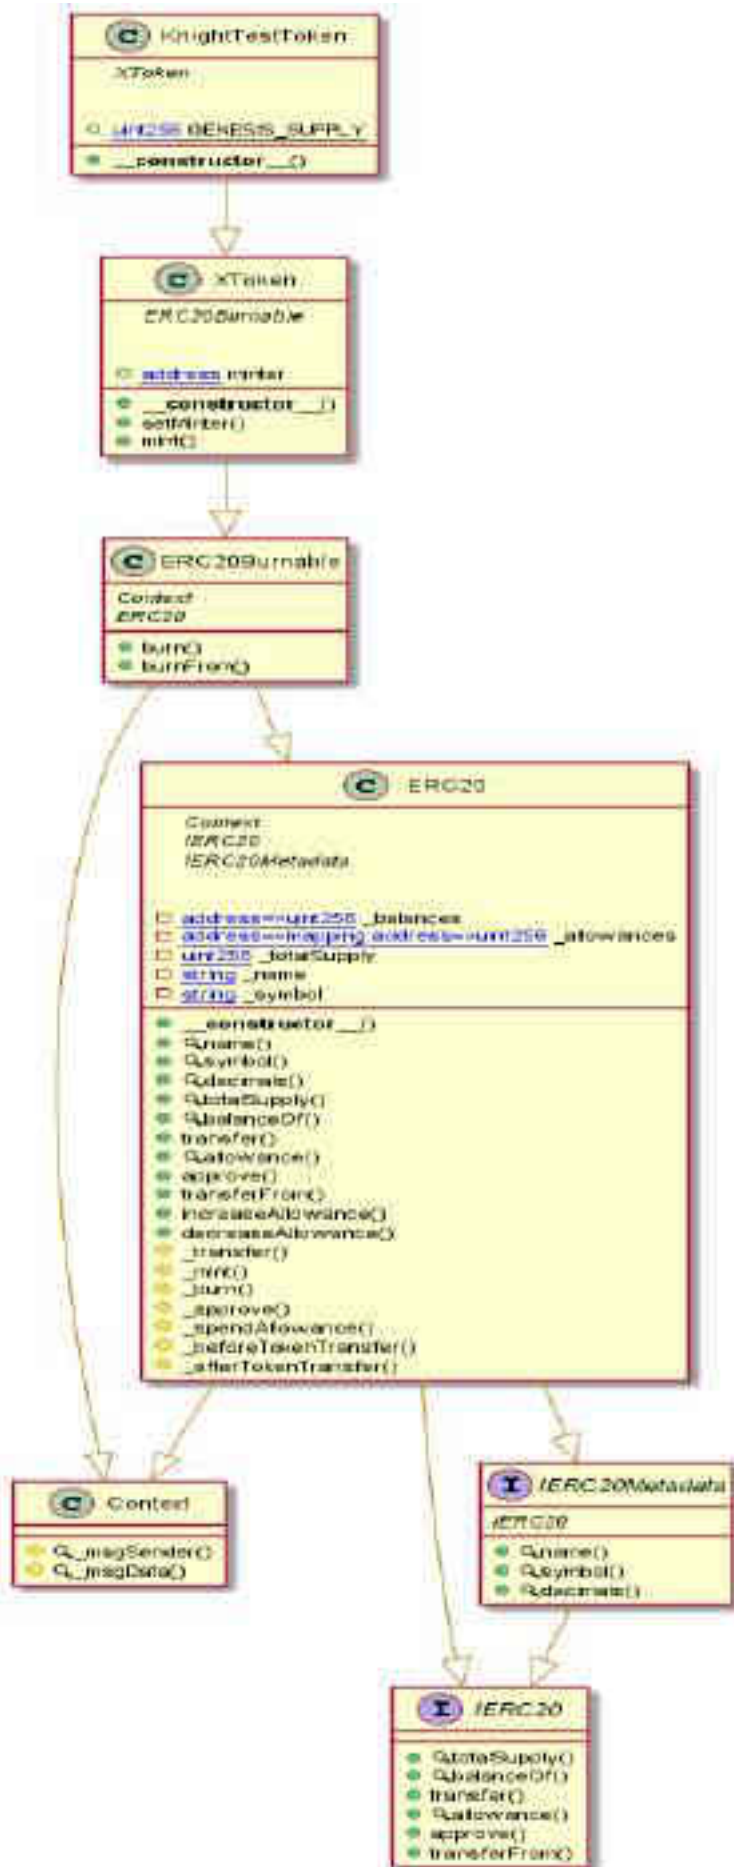 C KnightTestToken
XToken
uint256 GENESIS_SUPPLY
__constructor__()
C XToken
ERC20Burnable
address minter
__constructor__()
setMinter()
mint()
C ERC20Burnable
Context
ERC20
burn()
burnFrom()
C ERC20
Context
IERC20
IERC20Metadata
address=>uint256 _balances
address=>mapping address=>uint256 _allowances
uint256 _totalSupply
string _name
string _symbol
__constructor__()
name()
symbol()
decimals()
totalSupply()
balanceOf()
transfer()
allowance()
approve()
transferFrom()
increaseAllowance()
decreaseAllowance()
_transfer()
_mint()
_burn()
_approve()
_spendAllowance()
_beforeTokenTransfer()
_afterTokenTransfer()
C Context
_msgSender()
_msgData()
I IERC20Metadata
IERC20
name()
symbol()
decimals()
I IERC20
totalSupply()
balanceOf()
transfer()
allowance()
approve()
transferFrom()